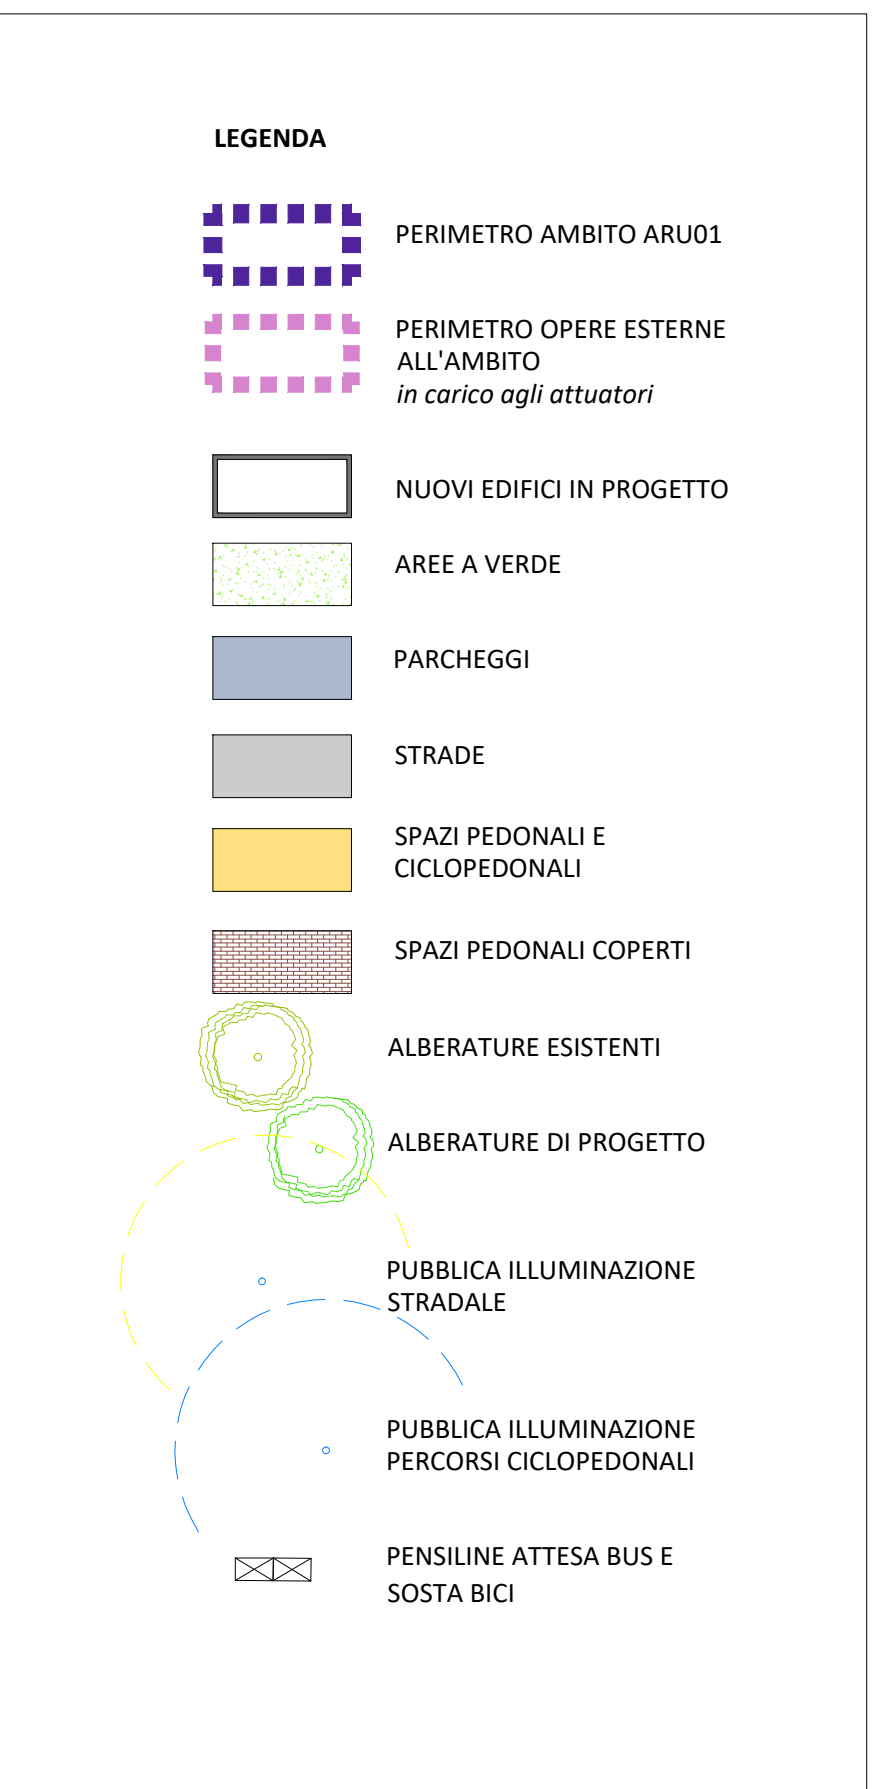 LEGENDA
PERIMETRO AMBITO ARU01
PERIMETRO OPERE ESTERNE
ALL'AMBITO
in carico agli attuatori
NUOVI EDIFICI IN PROGETTO
AREE A VERDE
PARCHEGGI
STRADE
SPAZI PEDONALI E
CICLOPEDONALI
SPAZI PEDONALI COPERTI
ALBERATURE ESISTENTI
ALBERATURE DI PROGETTO
PUBBLICA ILLUMINAZIONE
STRADALE
PUBBLICA ILLUMINAZIONE
PERCORSI CICLOPEDONALI
PENSILINE ATTESA BUS E
SOSTA BICI